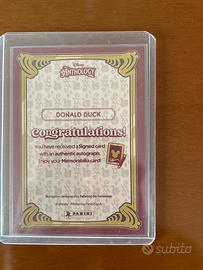 Disney
ANTHOLOGY
DONALD DUCK
Congratulations!
You have received a Signed card
with an authentic autograph.
Enjoy your Memorabilia card!
PANINI
subito